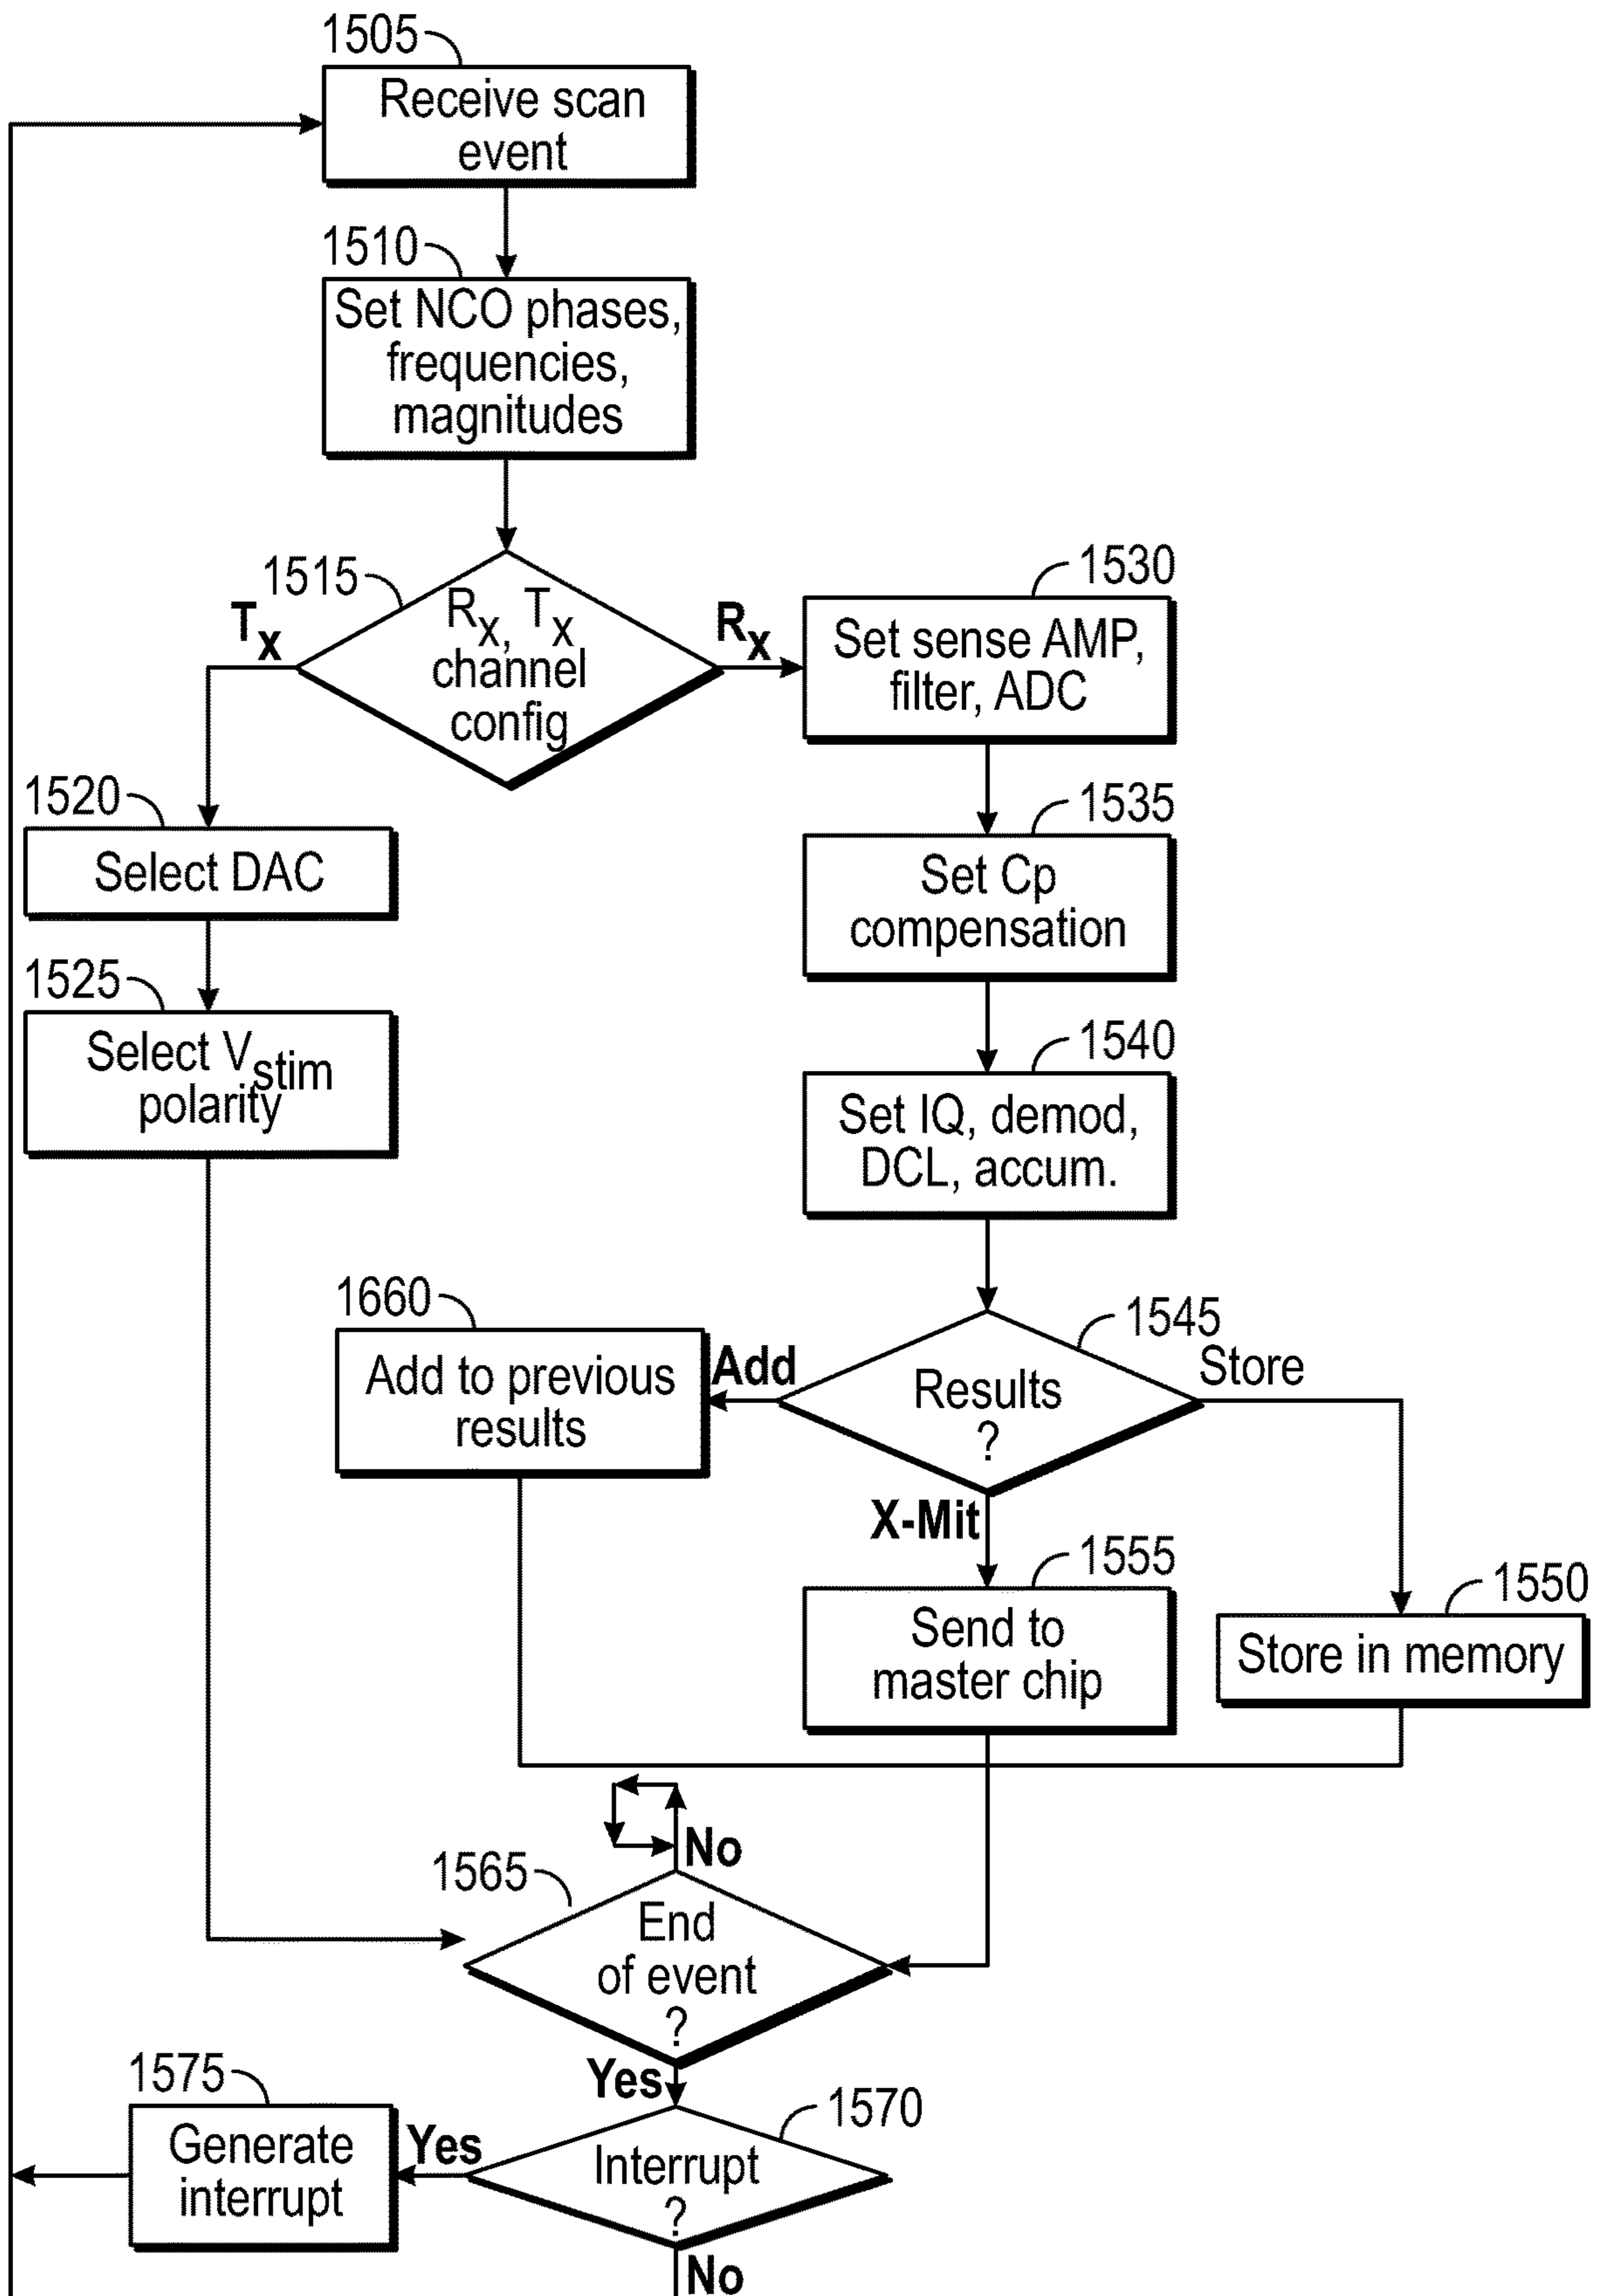 1505
Receive scan
event
1510
Set NCO phases,
frequencies,
magnitudes
1515
Tx
Rx, Tx
channel
config
Rx
1530
Set sense AMP,
filter, ADC
1520
Select DAC
1535
Set Cp
compensation
1525
Select Vstim
polarity
1540
Set IQ, demod,
DCL, accum.
1660
Add to previous
results
Add
1545
Results
?
Store
X-Mit
1555
Send to
master chip
1550
Store in memory
No
1565
End
of event
?
Yes
1575
Generate
interrupt
Yes
1570
Interrupt
?
No